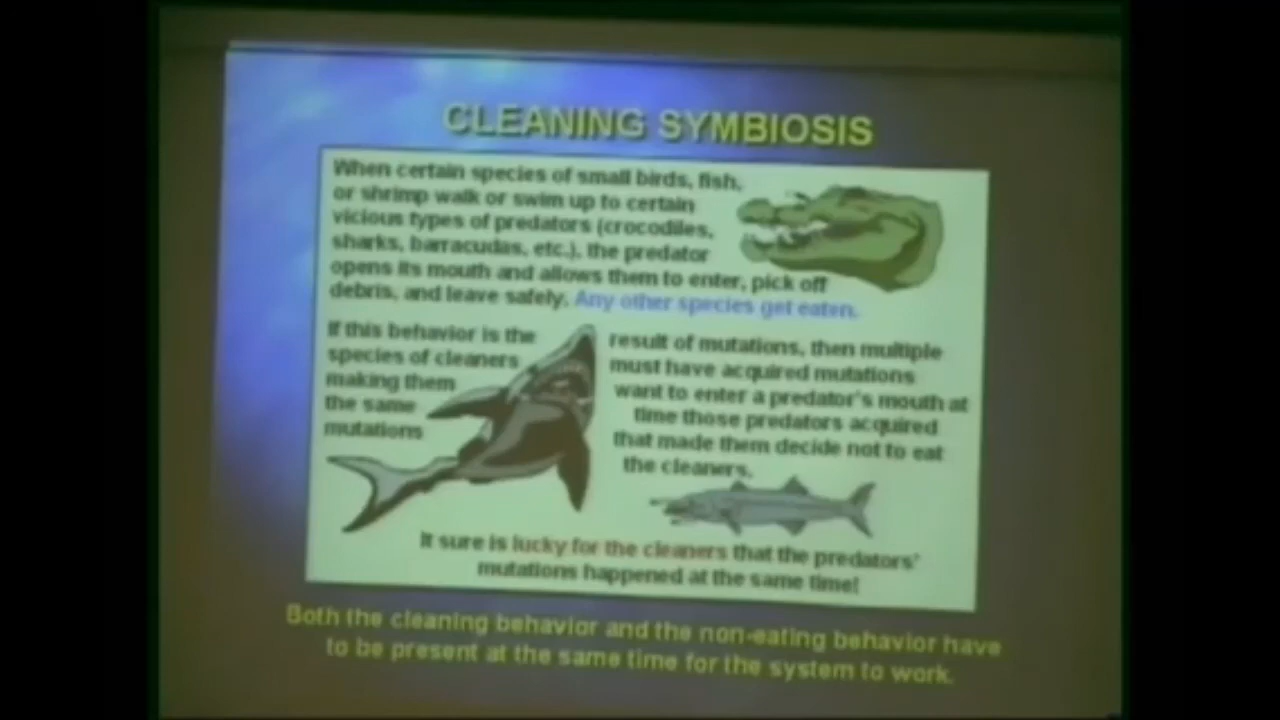 CLEANING SYMBIOSIS
When certain species of small birds, fish,
or shrimp walk or swim up to certain
vicious types of predators (crocodiles,
sharks, barracudas, etc.), the predator
opens its mouth and allows them to enter, pick off
debris, and leave safely. Any other species get eaten.
If this behavior is the result of mutations, then multiple
species of cleaners must have acquired mutations
making them want to enter a predator's mouth at
the same time those predators acquired
mutations that made them decide not to eat
the cleaners.
It sure is lucky for the cleaners that the predators'
mutations happened at the same time!
Both the cleaning behavior and the non-eating behavior have
to be present at the same time for the system to work.